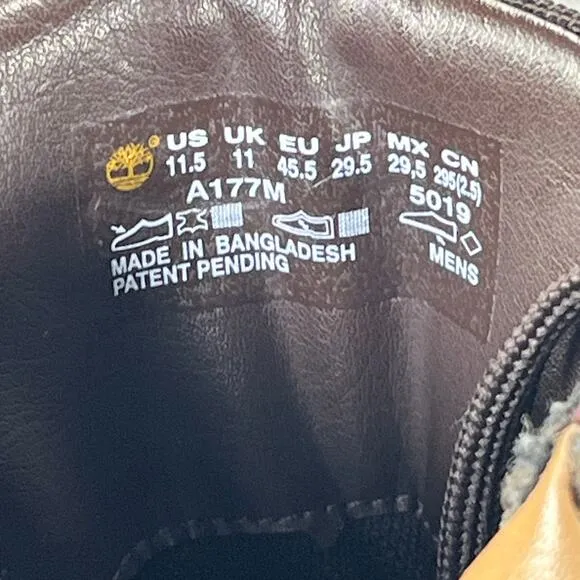 US UK EU JP MX CN
11.5 11 45.5 29.5 29,5 295(2.5)
A177M 5019
MADE IN BANGLADESH MENS
PATENT PENDING